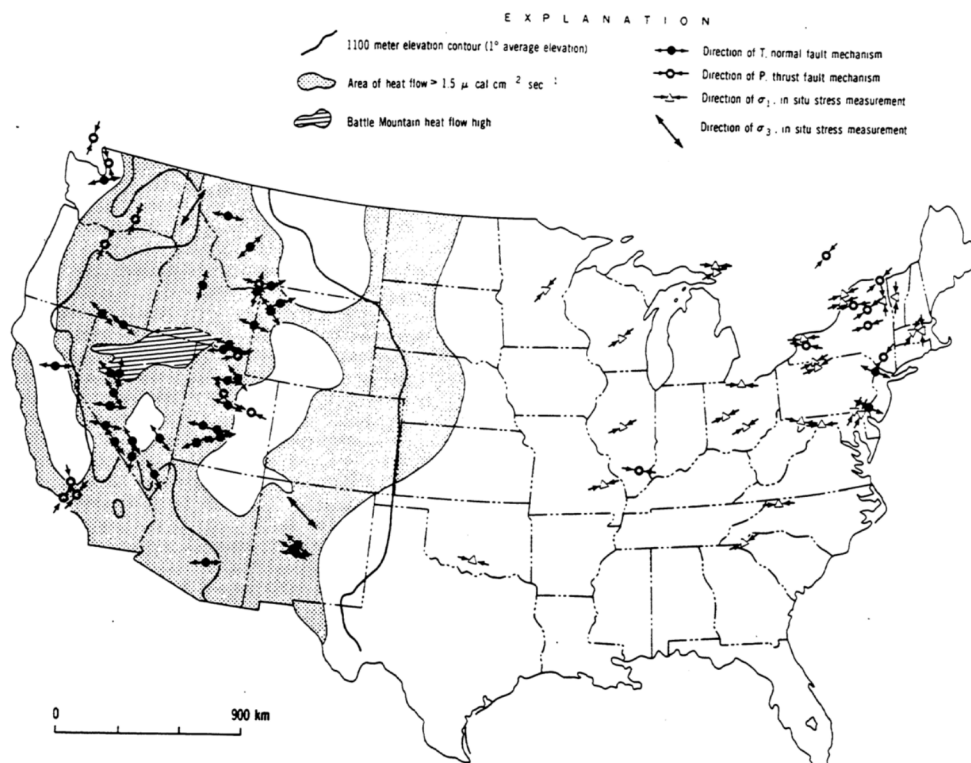 EXPLANATION
1100 meter elevation contour (1° average elevation)
Area of heat flow > 1.5 μ cal cm 2 sec :
Battle Mountain heat flow high
Direction of T, normal fault mechanism
Direction of P, thrust fault mechanism
Direction of σ1, in situ stress measurement
Direction of σ3, in situ stress measurement
0 900 km